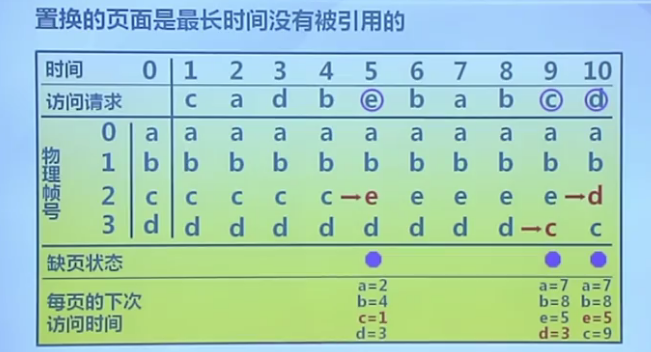 置换的页面是最长时间没有被引用的
时间 0 1 2 3 4 5 6 7 8 9 10
访问请求 c a d b e b a b c d
物理帧号
0 a a a a a a a a a a a
1 b b b b b b b b b b b
2 c c c c c →e e e e e →d
3 d d d d d d d d d →c c
缺页状态
每页的下次访问时间
a=2 a=7 a=7
b=4 b=8 b=8
c=1 e=5 e=5
d=3 d=3 c=9